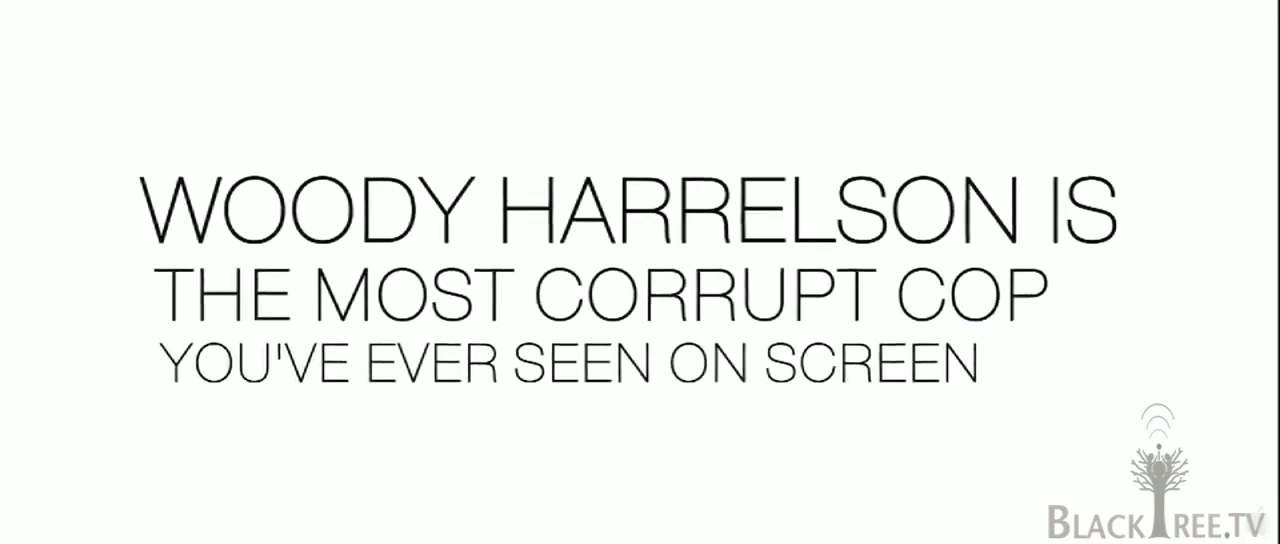 WOODY HARRELSON IS
THE MOST CORRUPT COP
YOU'VE EVER SEEN ON SCREEN
BLACKTREE.TV